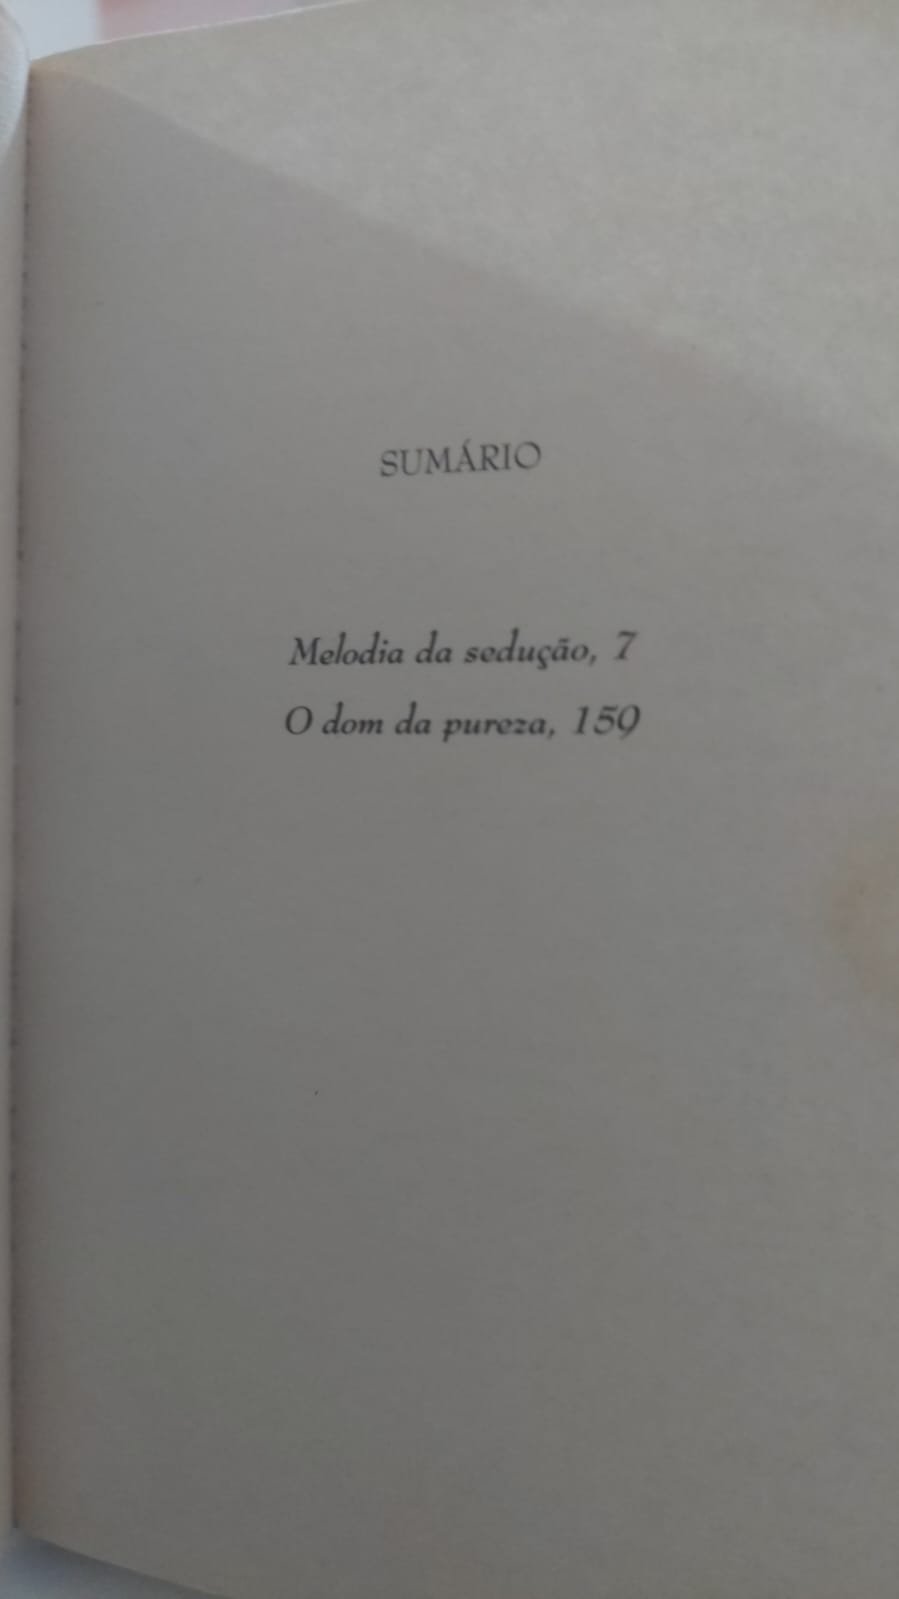 SUMÁRIO
Melodia da sedução, 7
O dom da pureza, 159